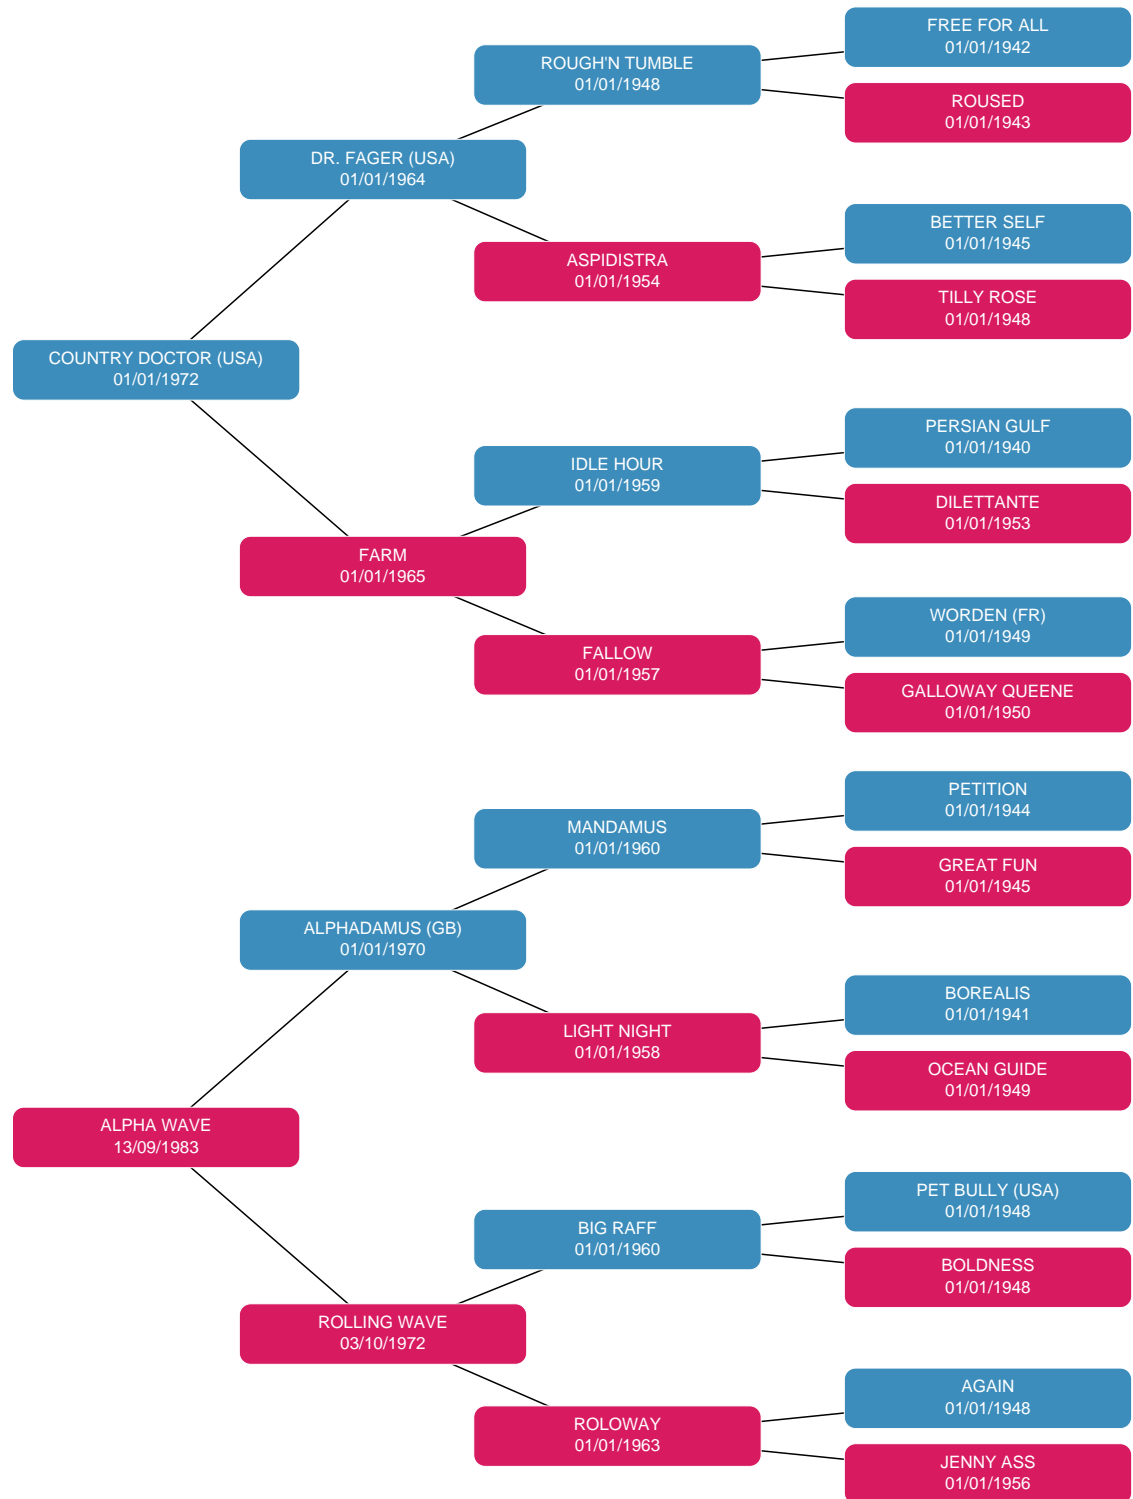 FREE FOR ALL
01/01/1942
ROUGH'N TUMBLE
01/01/1948
ROUSED
01/01/1943
DR. FAGER (USA)
01/01/1964
BETTER SELF
01/01/1945
ASPIDISTRA
01/01/1954
TILLY ROSE
01/01/1948
COUNTRY DOCTOR (USA)
01/01/1972
PERSIAN GULF
01/01/1940
IDLE HOUR
01/01/1959
DILETTANTE
01/01/1953
FARM
01/01/1965
WORDEN (FR)
01/01/1949
FALLOW
01/01/1957
GALLOWAY QUEENE
01/01/1950
PETITION
01/01/1944
MANDAMUS
01/01/1960
GREAT FUN
01/01/1945
ALPHADAMUS (GB)
01/01/1970
BOREALIS
01/01/1941
LIGHT NIGHT
01/01/1958
OCEAN GUIDE
01/01/1949
ALPHA WAVE
13/09/1983
PET BULLY (USA)
01/01/1948
BIG RAFF
01/01/1960
BOLDNESS
01/01/1948
ROLLING WAVE
03/10/1972
AGAIN
01/01/1948
ROLOWAY
01/01/1963
JENNY ASS
01/01/1956